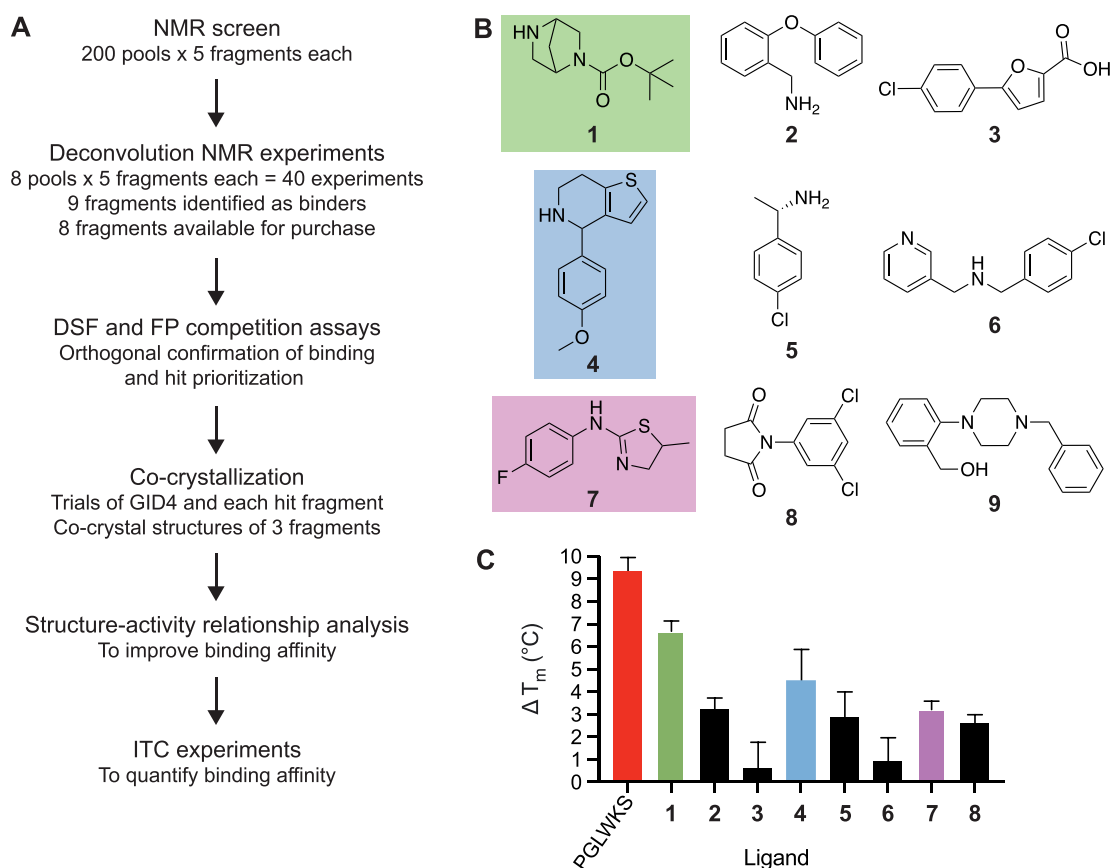 A
NMR screen
200 pools x 5 fragments each
Deconvolution NMR experiments
8 pools x 5 fragments each = 40 experiments
9 fragments identified as binders
8 fragments available for purchase
DSF and FP competition assays
Orthogonal confirmation of binding
and hit prioritization
Co-crystallization
Trials of GID4 and each hit fragment
Co-crystal structures of 3 fragments
Structure-activity relationship analysis
To improve binding affinity
ITC experiments
To quantify binding affinity
B
HN
N
O
O
1
O
NH2
2
Cl
O
O
OH
3
S
HN
O
4
NH2
Cl
5
N
H
N
Cl
6
H
N
S
N
F
7
O
N
O
Cl
Cl
8
N
N
OH
9
C
Δ Tm (°C)
10
9
8
7
6
5
4
3
2
1
0
PGLWKS
1
2
3
4
5
6
7
8
Ligand